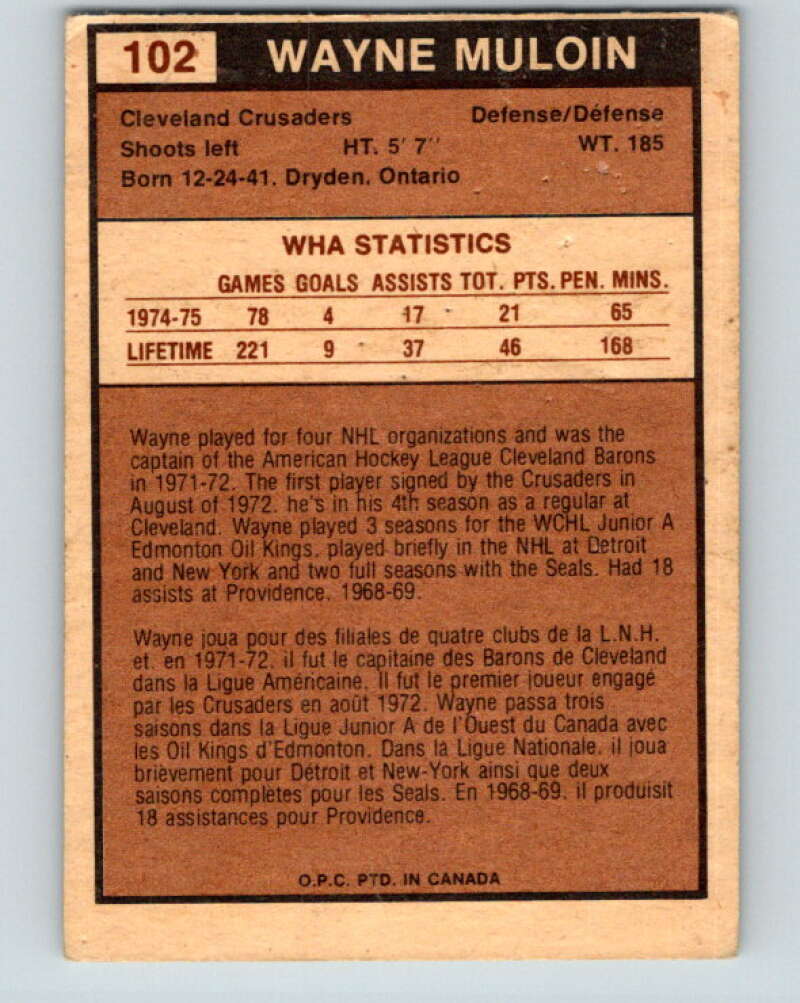 102 WAYNE MULOIN
Cleveland Crusaders Defense/Défense
Shoots left HT. 5' 7'' WT. 185
Born 12-24-41. Dryden. Ontario
WHA STATISTICS
GAMES GOALS ASSISTS TOT. PTS. PEN. MINS.
1974-75 78 4 17 21 65
LIFETIME 221 9 37 46 168
Wayne played for four NHL organizations and was the
captain of the American Hockey League Cleveland Barons
in 1971-72. The first player signed by the Crusaders in
August of 1972. he's in his 4th season as a regular at
Cleveland. Wayne played 3 seasons for the WCHL Junior A
Edmonton Oil Kings. played briefly in the NHL at Detroit
and New York and two full seasons with the Seals. Had 18
assists at Providence. 1968-69.
Wayne joua pour des filiales de quatre clubs de la L.N.H.
et. en 1971-72. il fut le capitaine des Barons de Cleveland
dans la Ligue Américaine. Il fut le premier joueur engagé
par les Crusaders en août 1972. Wayne passa trois
saisons dans la Ligue Junior A de l'Ouest du Canada avec
les Oil Kings d'Edmonton. Dans la Ligue Nationale. il joua
brièvement pour Détroit et New-York ainsi que deux
saisons complètes pour les Seals. En 1968-69. il produisit
18 assistances pour Providence.
O.P.C. PTD. IN CANADA